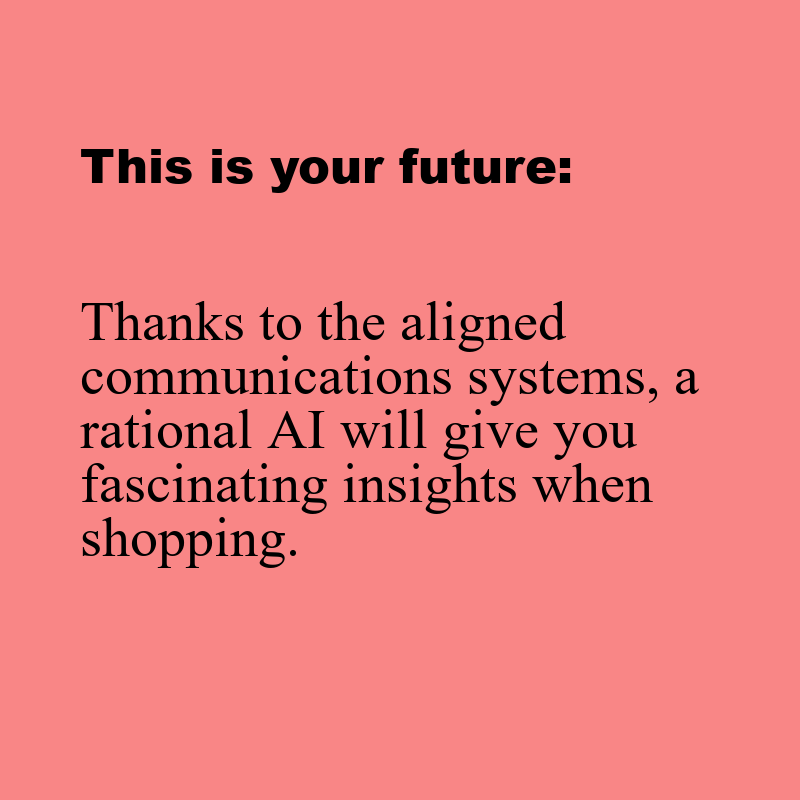 This is your future:
Thanks to the aligned
communications systems, a
rational AI will give you
fascinating insights when
shopping.